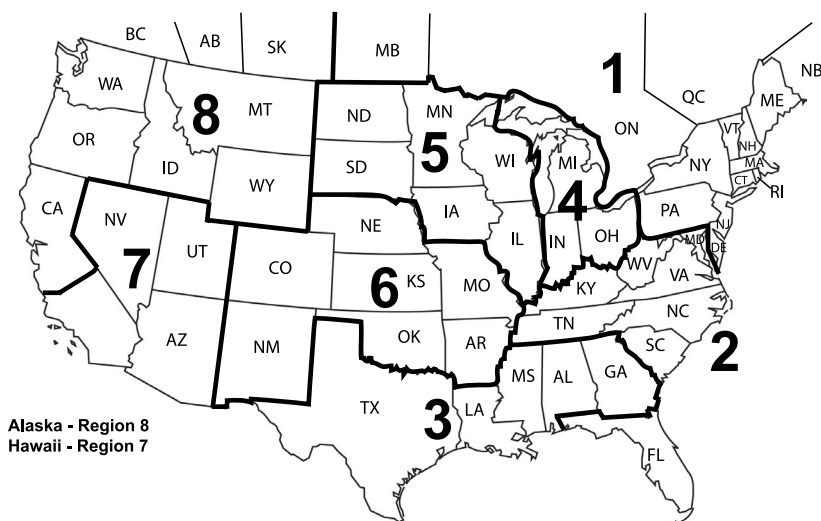 BC
AB
SK
MB
1
NB
WA
MT
ND
MN
QC
ME
8
ON
OR
5
VT
NH
ID
SD
WI
MI
NY
MA
WY
4
CT
RI
CA
NV
NE
IA
PA
IL
IN
OH
NJ
UT
MD
DE
7
CO
KS
WV
6
MO
KY
VA
NC
AZ
NM
OK
AR
TN
SC
2
MS
AL
GA
TX
3
LA
Alaska - Region 8
Hawaii - Region 7
FL